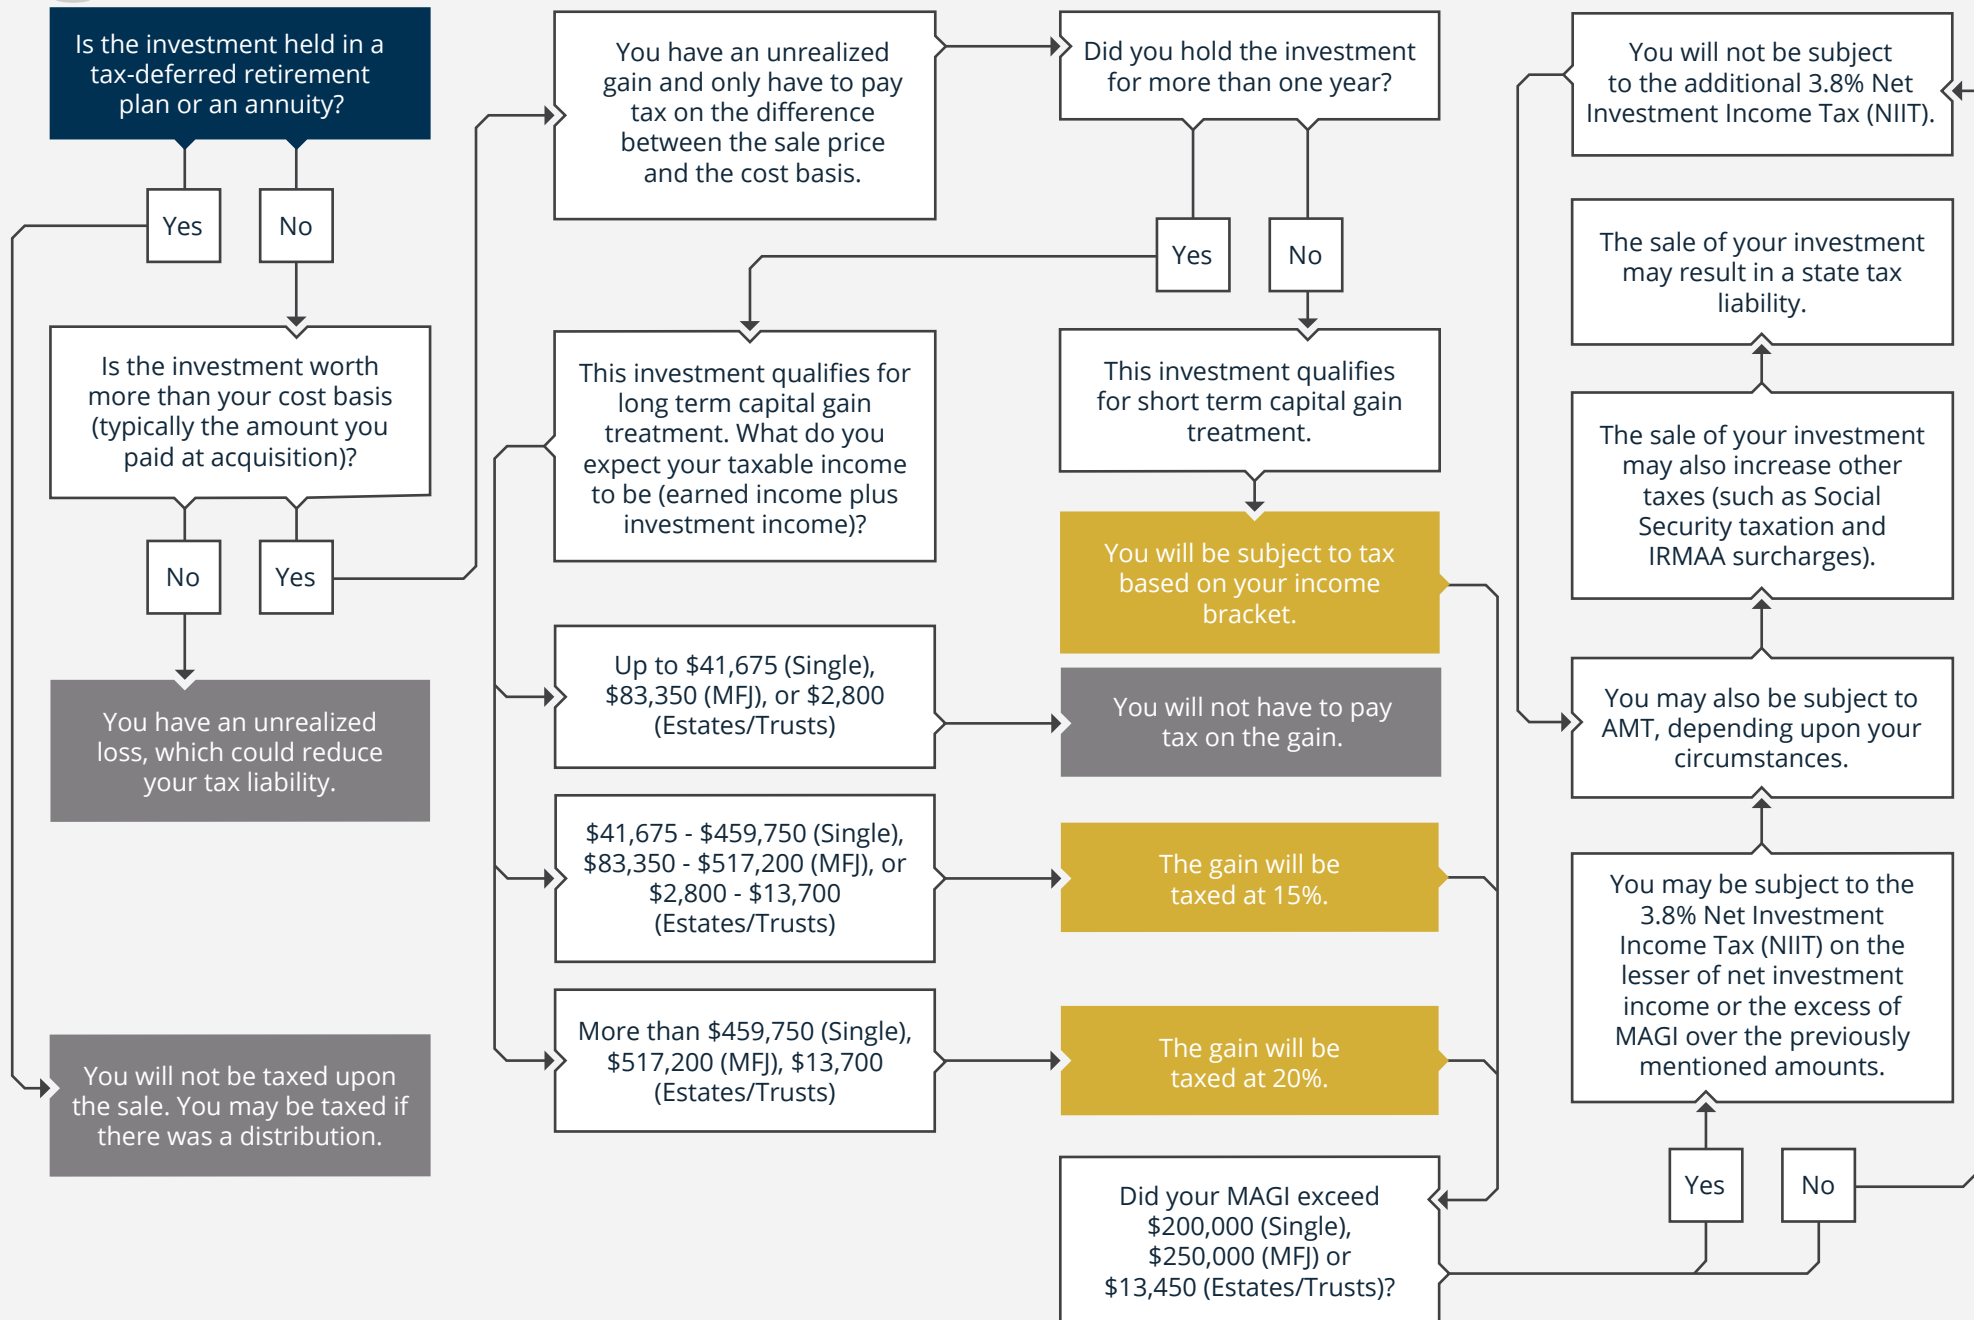 Is the investment held in a
tax-deferred retirement
plan or an annuity?
Yes
No
Is the investment worth
more than your cost basis
(typically the amount you
paid at acquisition)?
No
Yes
You have an unrealized
loss, which could reduce
your tax liability.
You will not be taxed upon
the sale. You may be taxed if
there was a distribution.
You have an unrealized
gain and only have to pay
tax on the difference
between the sale price
and the cost basis.
Did you hold the investment
for more than one year?
Yes
No
This investment qualifies for
long term capital gain
treatment. What do you
expect your taxable income
to be (earned income plus
investment income)?
This investment qualifies
for short term capital gain
treatment.
You will be subject to tax
based on your income
bracket.
Up to $41,675 (Single),
$83,350 (MFJ), or $2,800
(Estates/Trusts)
You will not have to pay
tax on the gain.
$41,675 - $459,750 (Single),
$83,350 - $517,200 (MFJ), or
$2,800 - $13,700
(Estates/Trusts)
The gain will be
taxed at 15%.
More than $459,750 (Single),
$517,200 (MFJ), $13,700
(Estates/Trusts)
The gain will be
taxed at 20%.
Did your MAGI exceed
$200,000 (Single),
$250,000 (MFJ) or
$13,450 (Estates/Trusts)?
Yes
No
You will not be subject
to the additional 3.8% Net
Investment Income Tax (NIIT).
The sale of your investment
may result in a state tax
liability.
The sale of your investment
may also increase other
taxes (such as Social
Security taxation and
IRMAA surcharges).
You may also be subject to
AMT, depending upon your
circumstances.
You may be subject to the
3.8% Net Investment
Income Tax (NIIT) on the
lesser of net investment
income or the excess of
MAGI over the previously
mentioned amounts.